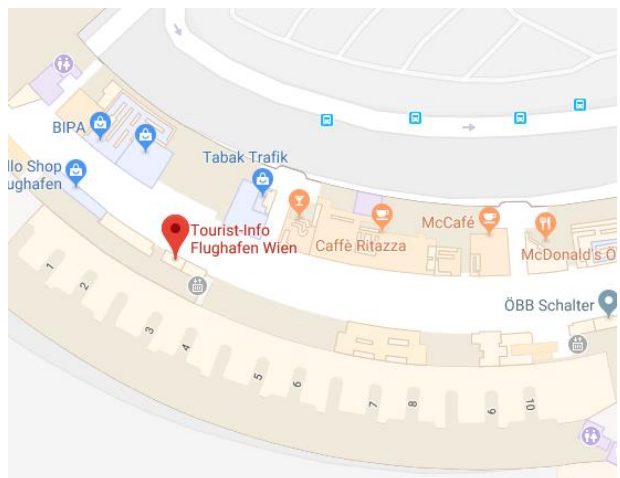 BIPA
llo Shop
ughafen
Tabak Trafik
Tourist-Info
Flughafen Wien
Caffè Ritazza
McCafé
McDonald's Ö
ÖBB Schalter
1
2
3
4
5
6
7
8
9
10